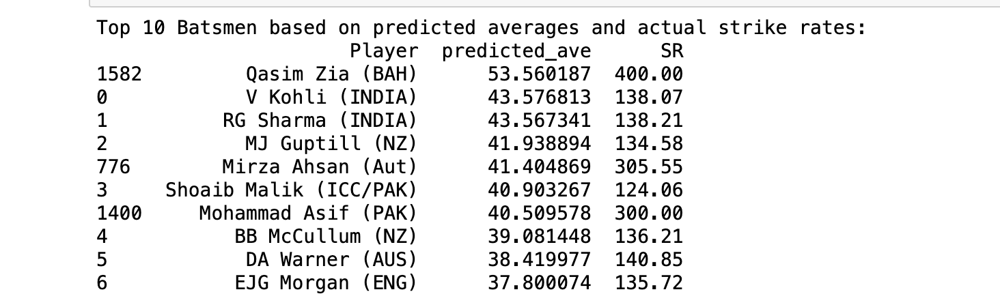 Top 10 Batsmen based on predicted averages and actual strike rates:
Player predicted_ave SR
1582 Qasim Zia (BAH) 53.560187 400.00
0 V Kohli (INDIA) 43.576813 138.07
1 RG Sharma (INDIA) 43.567341 138.21
2 MJ Guptill (NZ) 41.938894 134.58
776 Mirza Ahsan (Aut) 41.404869 305.55
3 Shoaib Malik (ICC/PAK) 40.903267 124.06
1400 Mohammad Asif (PAK) 40.509578 300.00
4 BB McCullum (NZ) 39.081448 136.21
5 DA Warner (AUS) 38.419977 140.85
6 EJG Morgan (ENG) 37.800074 135.72